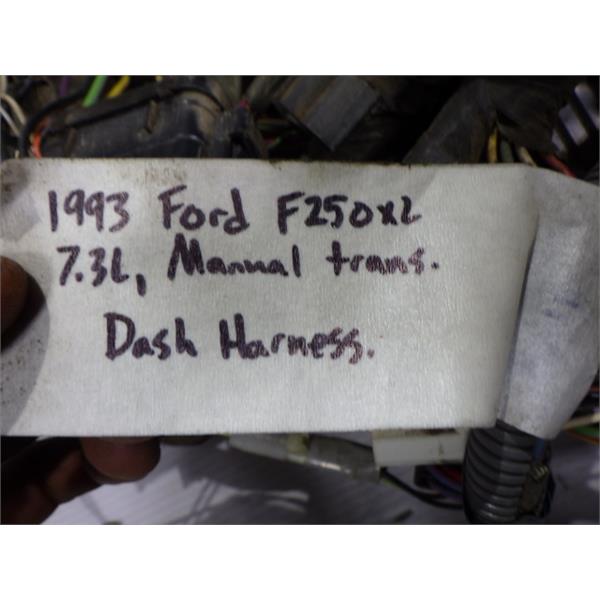 1993 Ford F250XL
7.3L, Manual trans.
Dash Harness.